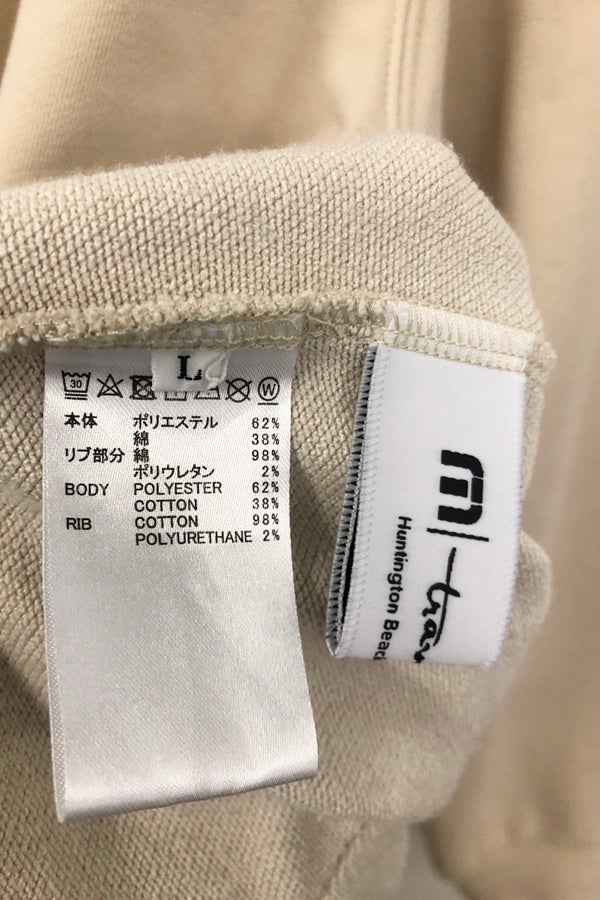 L
30
W
本体 ポリエステル 62%
綿 38%
リブ部分 綿 98%
ポリウレタン 2%
BODY POLYESTER 62%
COTTON 38%
RIB COTTON 98%
POLYURETHANE 2%
m
Huntington